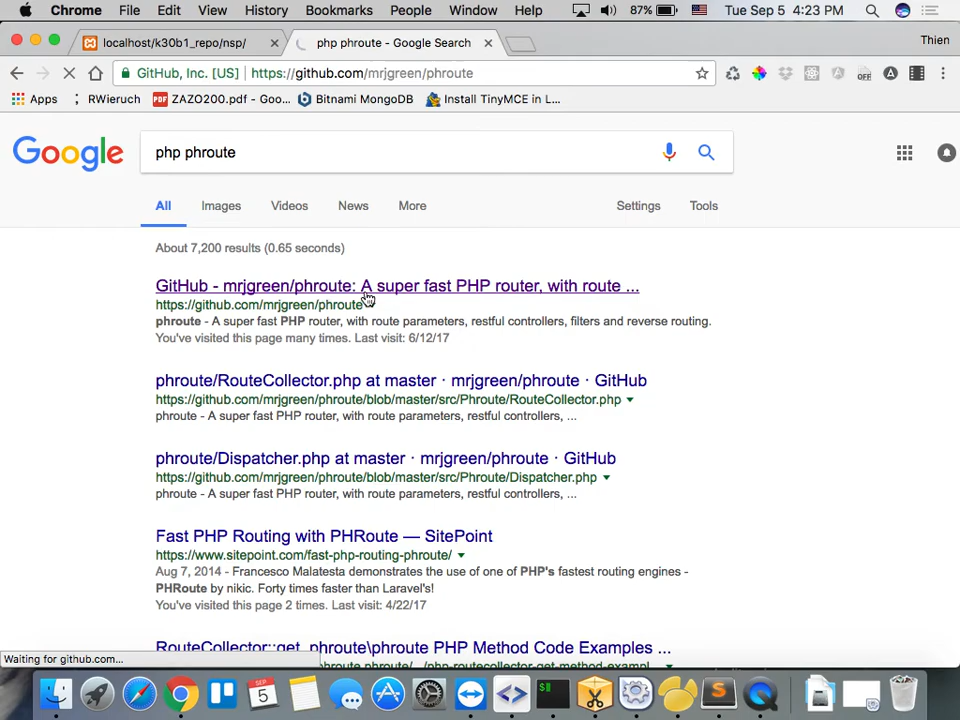 Chrome File Edit View History Bookmarks People Window Help 87% Tue Sep 5 4:23 PM
localhost/k30b1_repo/nsp/ php phroute - Google Search Thien
GitHub, Inc. [US] https://github.com/mrjgreen/phroute OFF
Apps RWieruch PDF ZAZO200.pdf - Goo... Bitnami MongoDB Install TinyMCE in L...
Google php phroute
All Images Videos News More Settings Tools
About 7,200 results (0.65 seconds)
GitHub - mrjgreen/phroute: A super fast PHP router, with route ...
https://github.com/mrjgreen/phroute
phroute - A super fast PHP router, with route parameters, restful controllers, filters and reverse routing.
You've visited this page many times. Last visit: 6/12/17
phroute/RouteCollector.php at master · mrjgreen/phroute · GitHub
https://github.com/mrjgreen/phroute/blob/master/src/Phroute/RouteCollector.php
phroute - A super fast PHP router, with route parameters, restful controllers, ...
phroute/Dispatcher.php at master · mrjgreen/phroute · GitHub
https://github.com/mrjgreen/phroute/blob/master/src/Phroute/Dispatcher.php
phroute - A super fast PHP router, with route parameters, restful controllers, ...
Fast PHP Routing with PHRoute — SitePoint
https://www.sitepoint.com/fast-php-routing-phroute/
Aug 7, 2014 - Francesco Malatesta demonstrates the use of one of PHP's fastest routing engines -
PHRoute by nikic. Forty times faster than Laravel's!
You've visited this page 2 times. Last visit: 4/22/17
RouteCollector::get, phroute\phroute PHP Method Code Examples ...
Waiting for github.com...
SEP
5